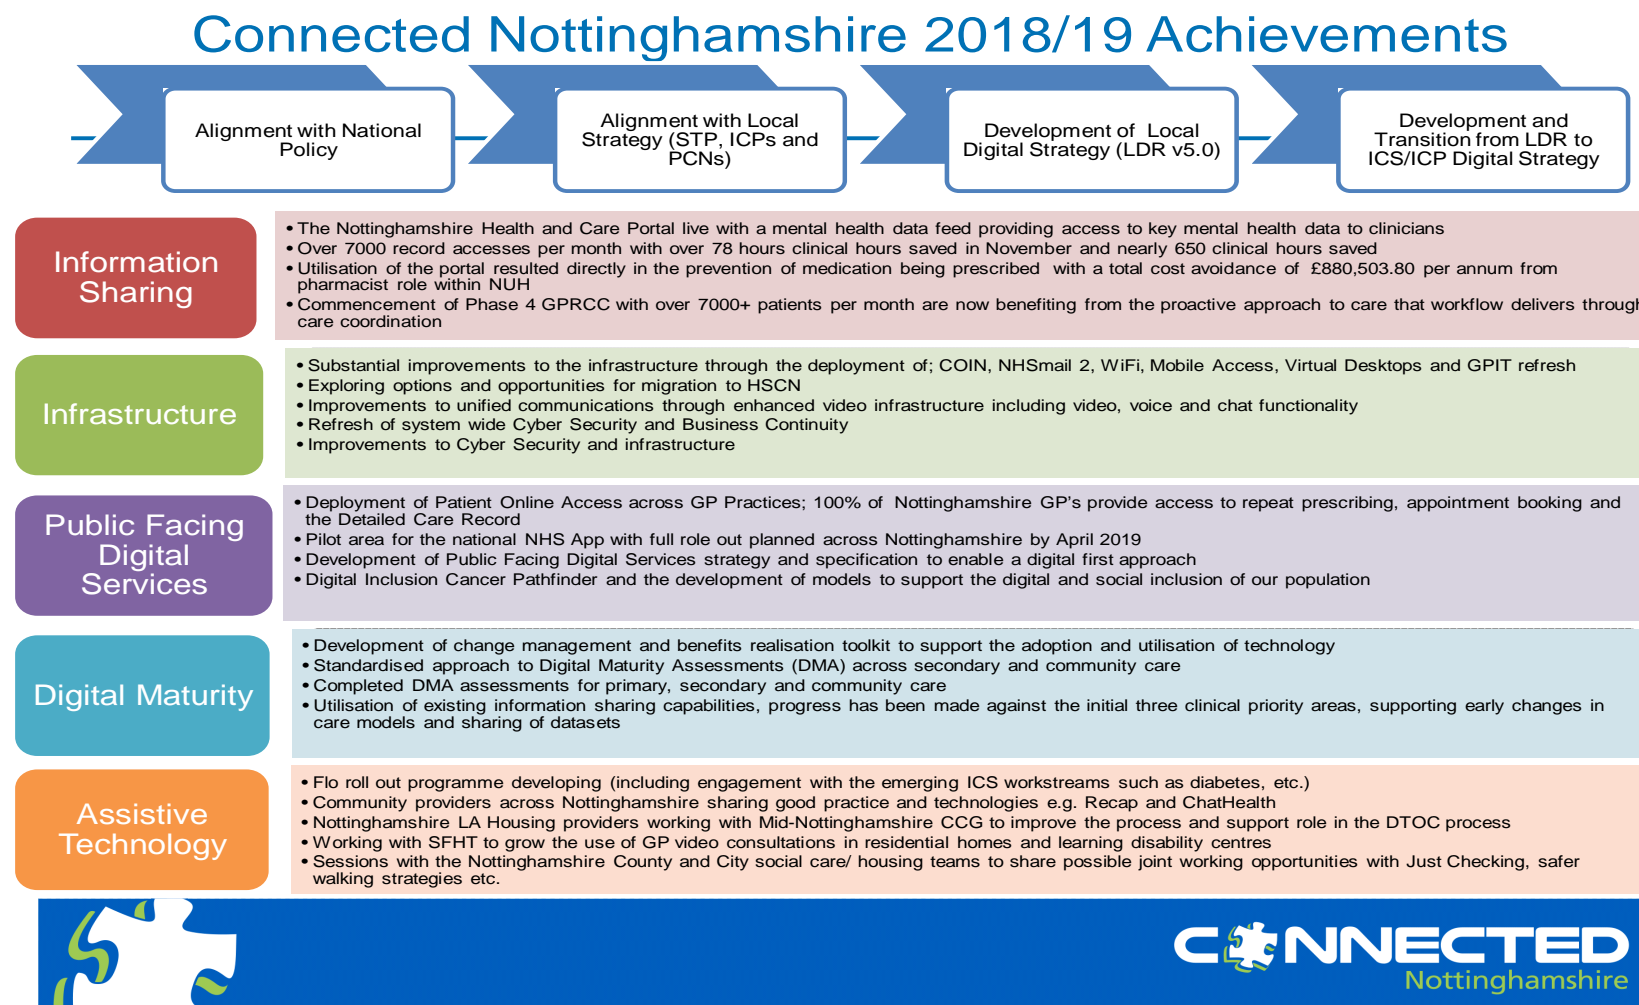 Connected Nottinghamshire 2018/19 Achievements
Alignment with National
Policy
Alignment with Local
Strategy (STP, ICPs and
PCNs)
Development of Local
Digital Strategy (LDR v5.0)
Development and
Transition from LDR to
ICS/ICP Digital Strategy
Information
Sharing
• The Nottinghamshire Health and Care Portal live with a mental health data feed providing access to key mental health data to clinicians
• Over 7000 record accesses per month with over 78 hours clinical hours saved in November and nearly 650 clinical hours saved
• Utilisation of the portal resulted directly in the prevention of medication being prescribed with a total cost avoidance of £880,503.80 per annum from
pharmacist role within NUH
• Commencement of Phase 4 GPRCC with over 7000+ patients per month are now benefiting from the proactive approach to care that workflow delivers through
care coordination
Infrastructure
• Substantial improvements to the infrastructure through the deployment of; COIN, NHSmail 2, WiFi, Mobile Access, Virtual Desktops and GPIT refresh
• Exploring options and opportunities for migration to HSCN
• Improvements to unified communications through enhanced video infrastructure including video, voice and chat functionality
• Refresh of system wide Cyber Security and Business Continuity
• Improvements to Cyber Security and infrastructure
Public Facing
Digital
Services
• Deployment of Patient Online Access across GP Practices; 100% of Nottinghamshire GP's provide access to repeat prescribing, appointment booking and
the Detailed Care Record
• Pilot area for the national NHS App with full role out planned across Nottinghamshire by April 2019
• Development of Public Facing Digital Services strategy and specification to enable a digital first approach
• Digital Inclusion Cancer Pathfinder and the development of models to support the digital and social inclusion of our population
Digital Maturity
• Development of change management and benefits realisation toolkit to support the adoption and utilisation of technology
• Standardised approach to Digital Maturity Assessments (DMA) across secondary and community care
• Completed DMA assessments for primary, secondary and community care
• Utilisation of existing information sharing capabilities, progress has been made against the initial three clinical priority areas, supporting early changes in
care models and sharing of datasets
Assistive
Technology
• Flo roll out programme developing (including engagement with the emerging ICS workstreams such as diabetes, etc.)
• Community providers across Nottinghamshire sharing good practice and technologies e.g. Recap and ChatHealth
• Nottinghamshire LA Housing providers working with Mid-Nottinghamshire CCG to improve the process and support role in the DTOC process
• Working with SFHT to grow the use of GP video consultations in residential homes and learning disability centres
• Sessions with the Nottinghamshire County and City social care/ housing teams to share possible joint working opportunities with Just Checking, safer
walking strategies etc.
CONNECTED
Nottinghamshire